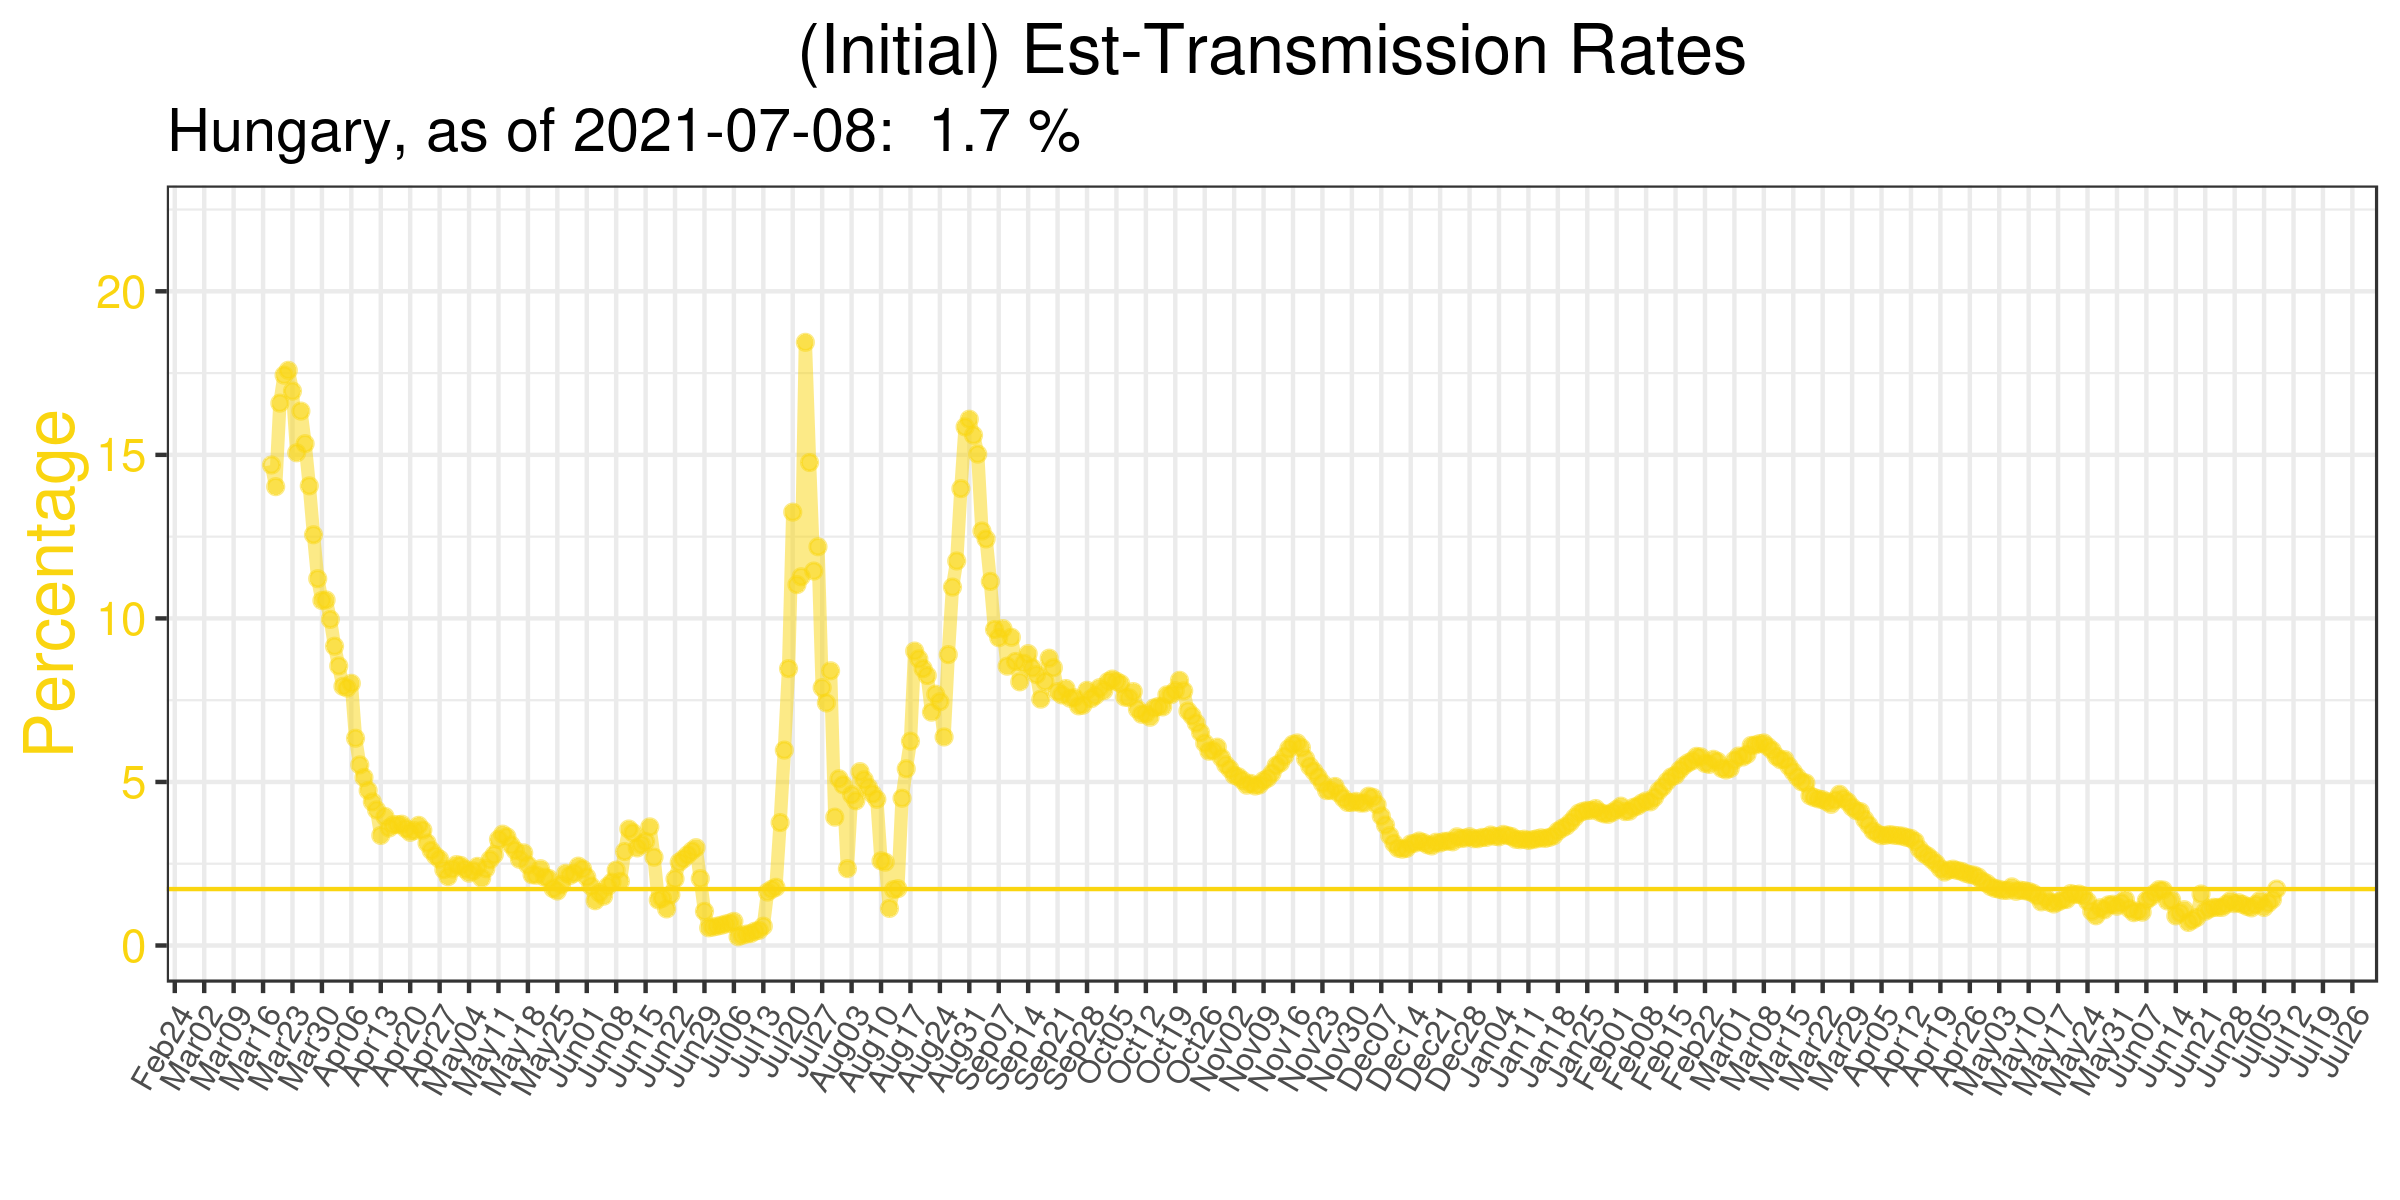 (Initial) Est-Transmission Rates
Hungary, as of 2021-07-08:  1.7 %
Percentage
20
15
10
5
0
Feb24
Mar02
Mar09
Mar16
Mar23
Mar30
Apr06
Apr13
Apr20
Apr27
May04
May11
May18
May25
Jun01
Jun08
Jun15
Jun22
Jun29
Jul06
Jul13
Jul20
Jul27
Aug03
Aug10
Aug17
Aug24
Aug31
Sep07
Sep14
Sep21
Sep28
Oct05
Oct12
Oct19
Oct26
Nov02
Nov09
Nov16
Nov23
Nov30
Dec07
Dec14
Dec21
Dec28
Jan04
Jan11
Jan18
Jan25
Feb01
Feb08
Feb15
Feb22
Mar01
Mar08
Mar15
Mar22
Mar29
Apr05
Apr12
Apr19
Apr26
May03
May10
May17
May24
May31
Jun07
Jun14
Jun21
Jun28
Jul05
Jul12
Jul19
Jul26